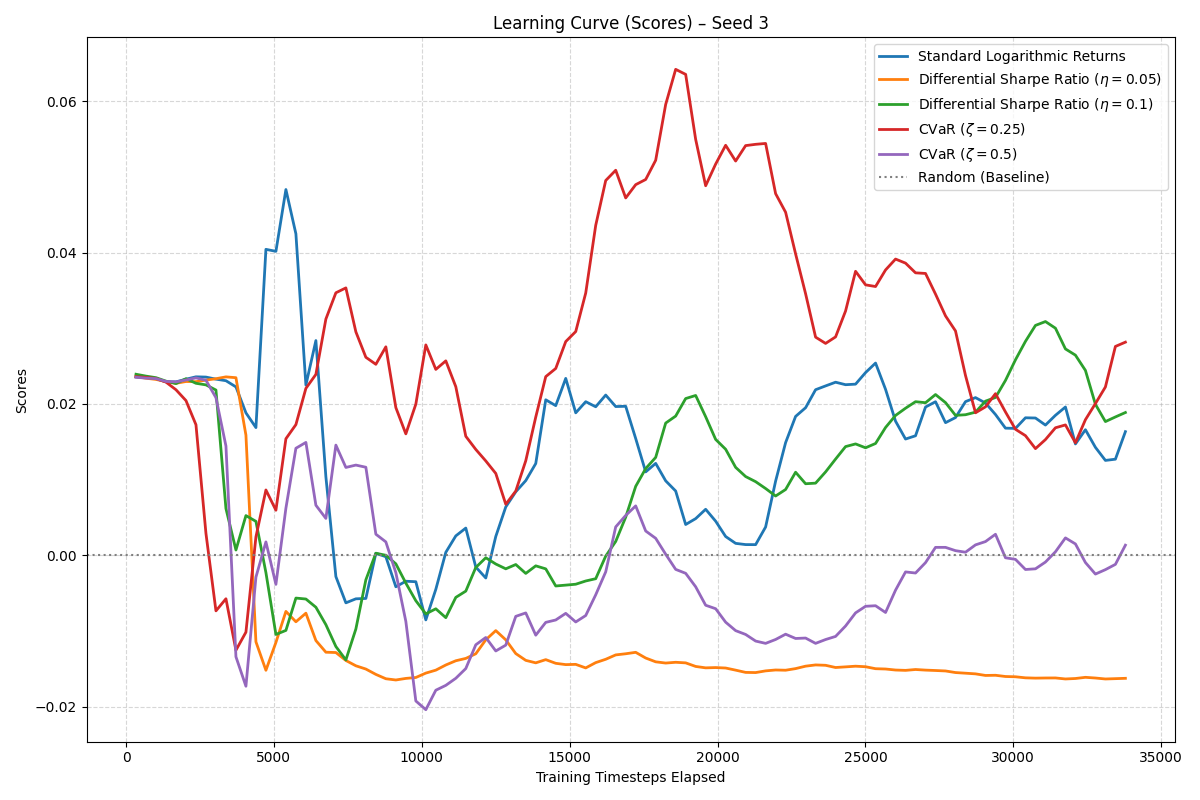 Learning Curve (Scores) – Seed 3
Scores
0.06
0.04
0.02
0.00
−0.02
Standard Logarithmic Returns
Differential Sharpe Ratio (η = 0.05)
Differential Sharpe Ratio (η = 0.1)
CVaR (ζ = 0.25)
CVaR (ζ = 0.5)
Random (Baseline)
0 5000 10000 15000 20000 25000 30000 35000
Training Timesteps Elapsed